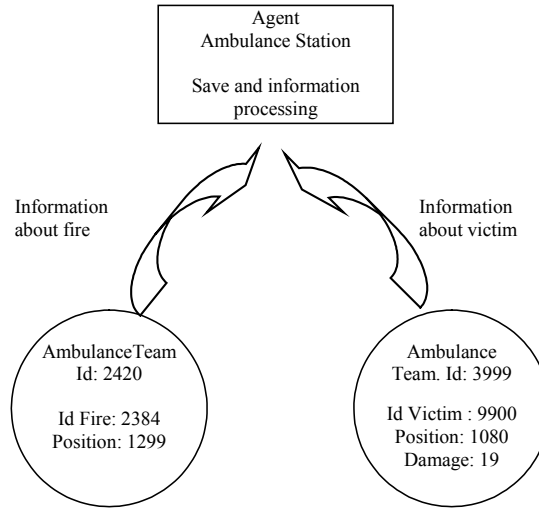 Agent
Ambulance Station
Save and information
processing
Information
about fire
Information
about victim
AmbulanceTeam
Id: 2420
Id Fire: 2384
Position: 1299
Ambulance
Team. Id: 3999
Id Victim : 9900
Position: 1080
Damage: 19